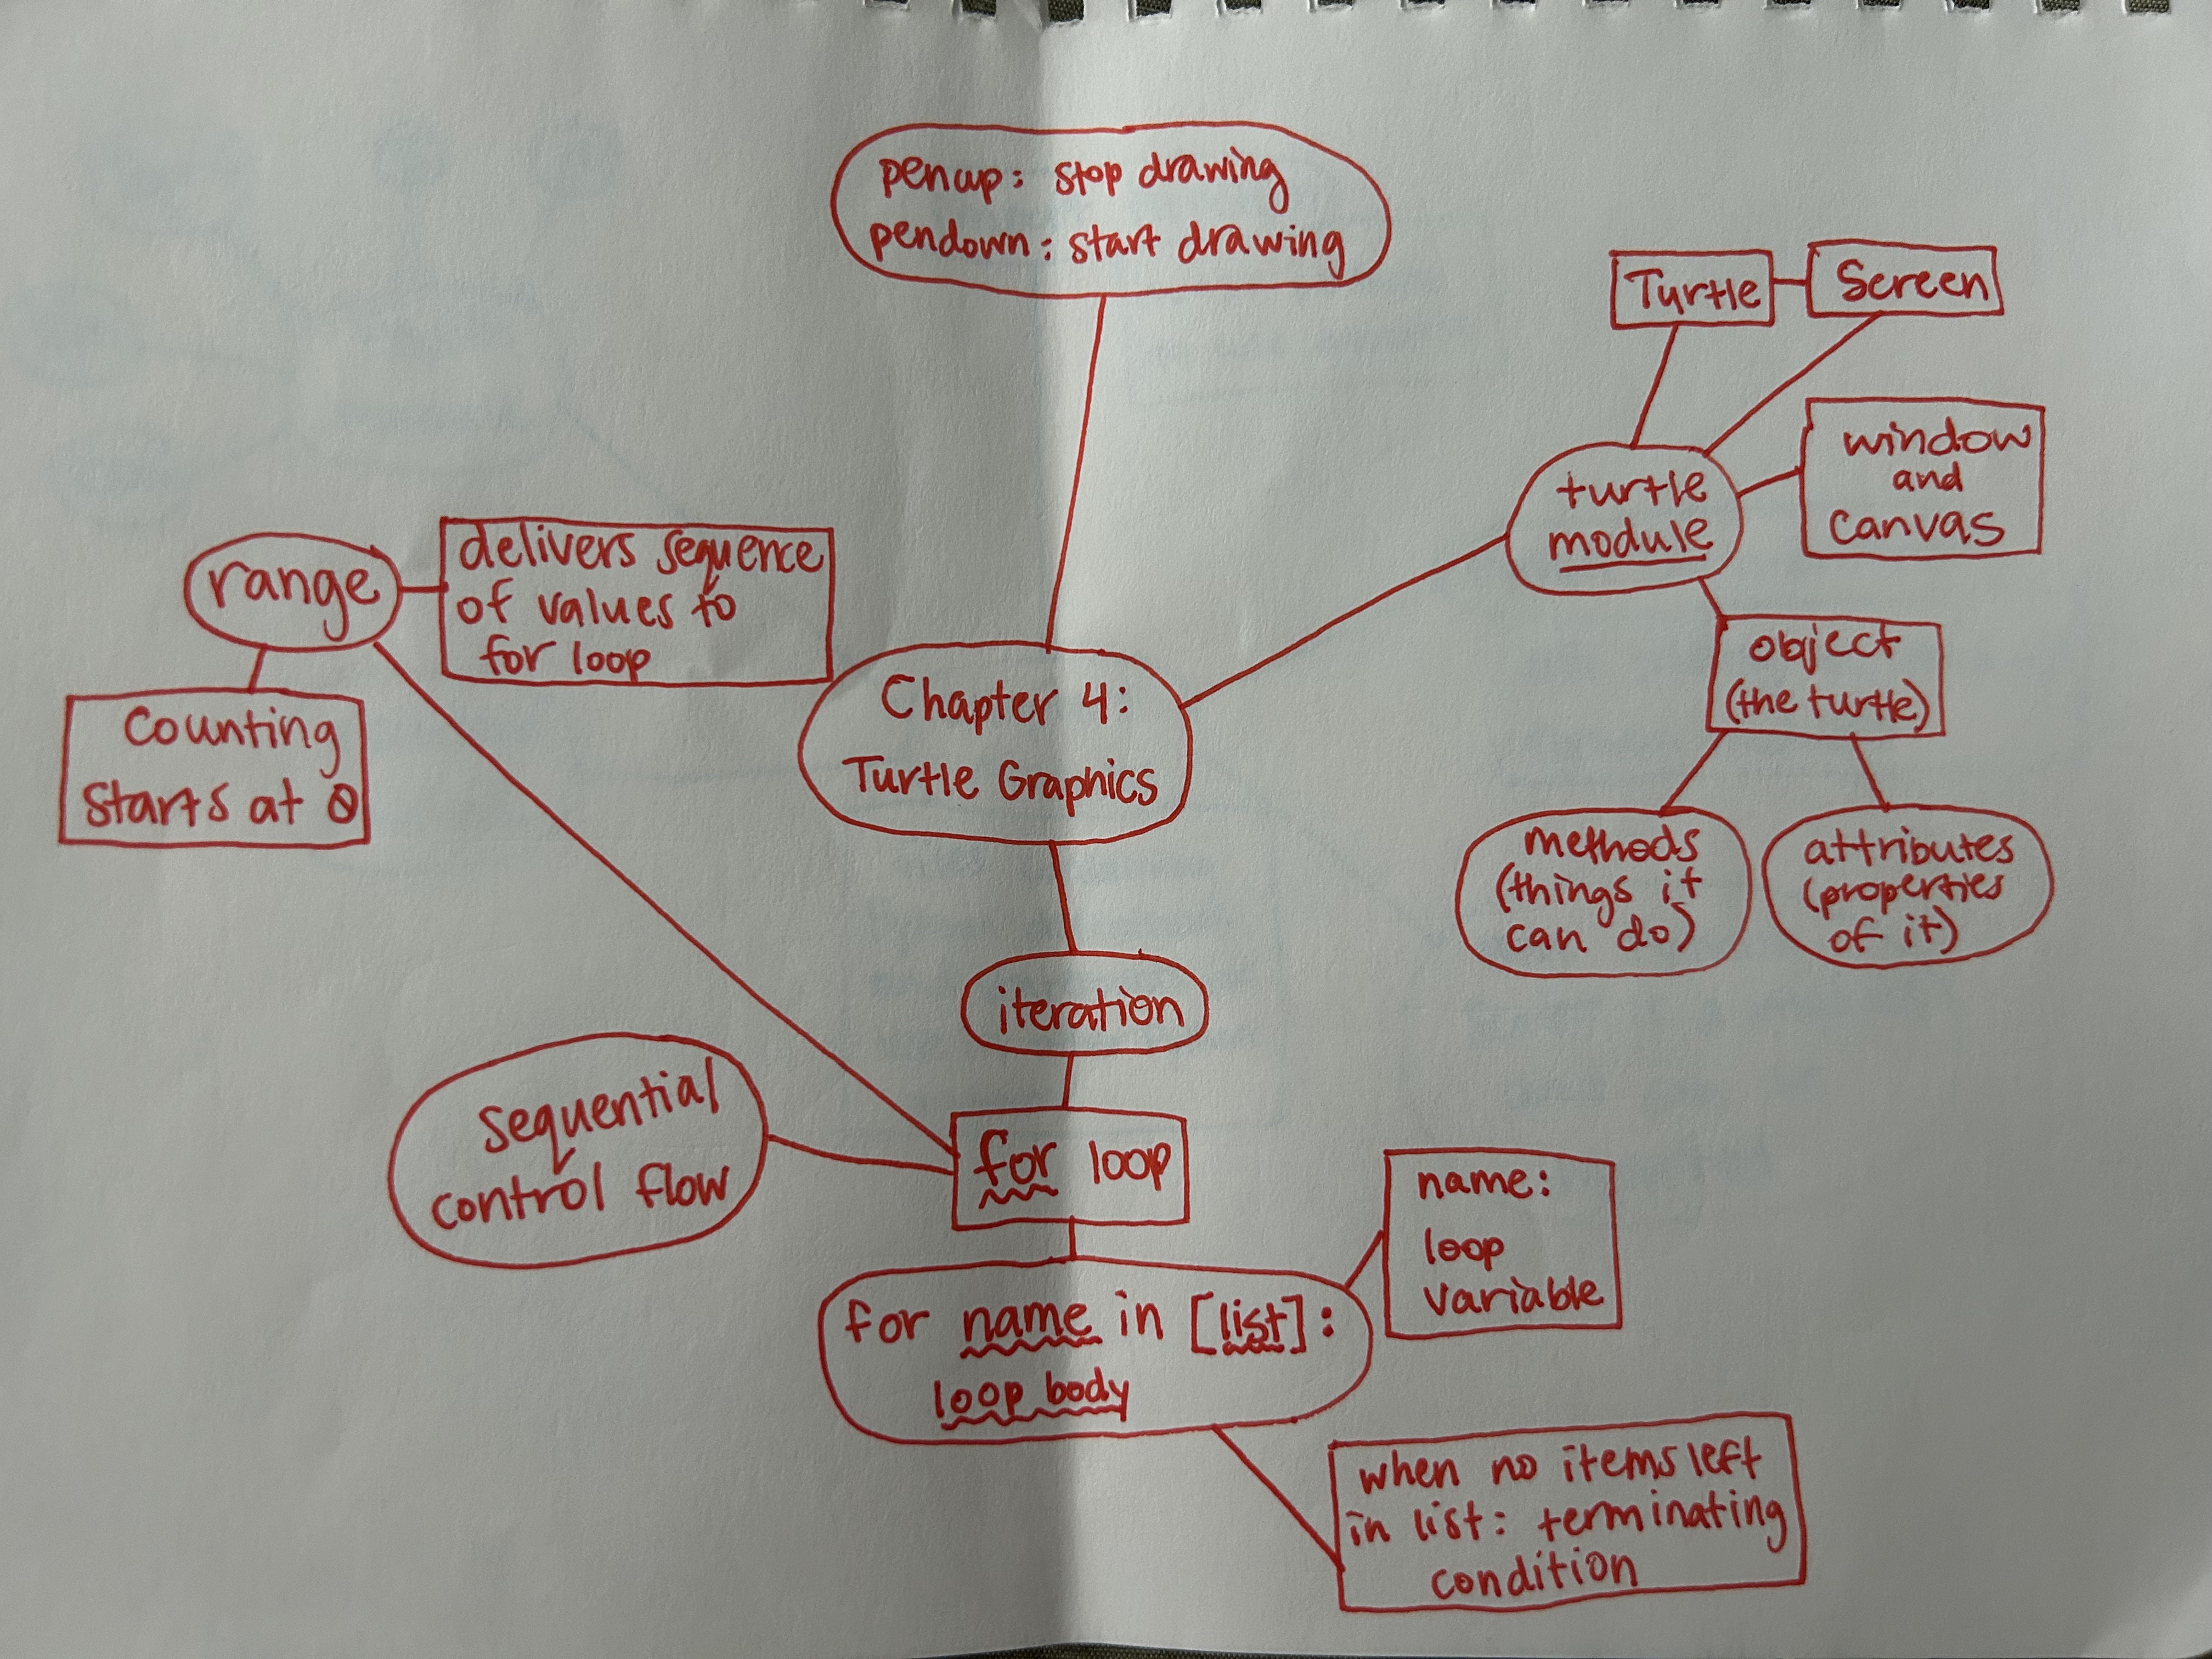 penup: stop drawing
pendown: start drawing
Turtle
Screen
turtle
module
window
and
canvas
object
(the turtle)
methods
(things it
can do)
attributes
(properties
of it)
range
delivers sequence
of values to
for loop
Counting
starts at 0
Chapter 4:
Turtle Graphics
iteration
for loop
sequential
control flow
for name in [list]:
loop body
name:
loop
variable
when no items left
in list: terminating
condition